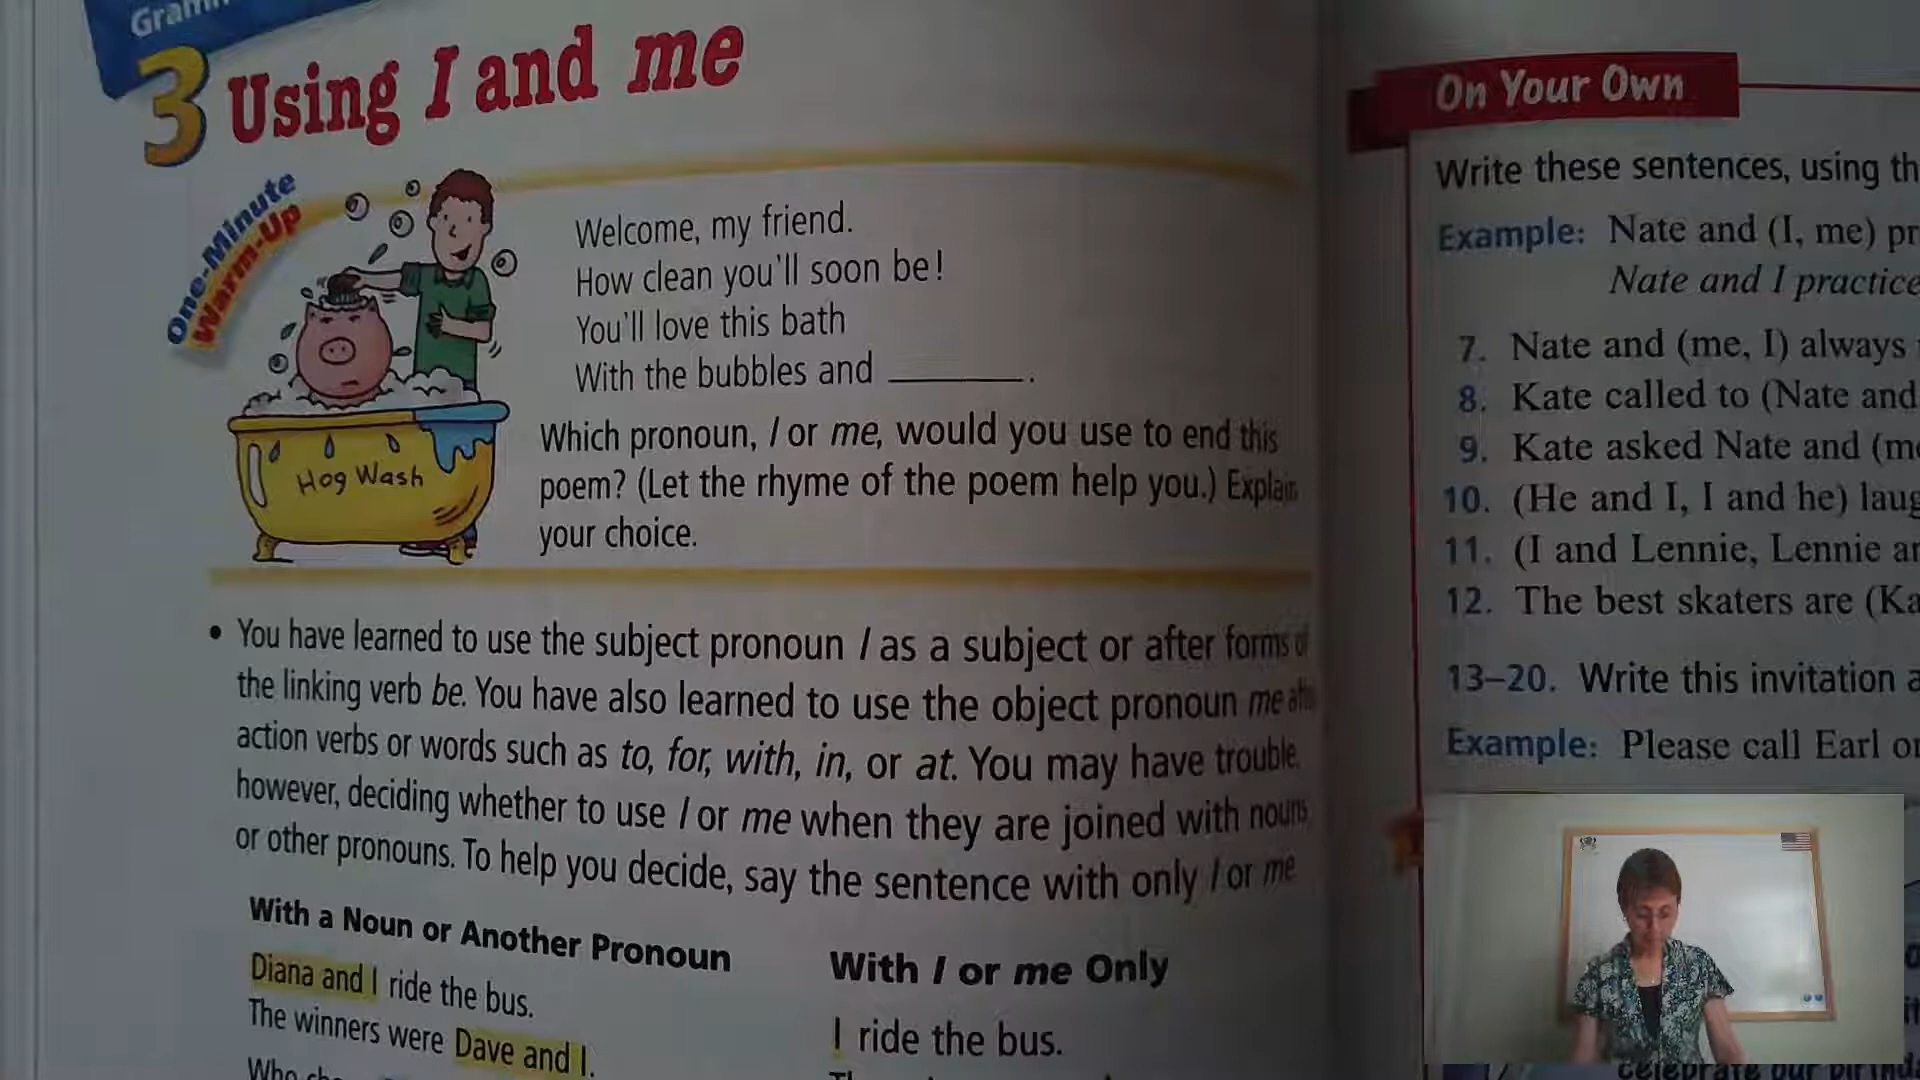 3 Using I and me
One-Minute
Warm-Up
Hog Wash
Welcome, my friend.
How clean you'll soon be!
You'll love this bath
With the bubbles and ________.
Which pronoun, I or me, would you use to end this
poem? (Let the rhyme of the poem help you.) Explain
your choice.
• You have learned to use the subject pronoun I as a subject or after forms of
the linking verb be. You have also learned to use the object pronoun me
action verbs or words such as to, for, with, in, or at. You may have trouble,
however, deciding whether to use I or me when they are joined with nouns
or other pronouns. To help you decide, say the sentence with only I or me
With a Noun or Another Pronoun
Diana and I ride the bus.
The winners were Dave and I.
With I or me Only
I ride the bus.
On Your Own
Write these sentences, using
Example: Nate and (I, me)
Nate and I practice
7. Nate and (me, I) always
8. Kate called to (Nate and
9. Kate asked Nate and
10. (He and I, I and he)
11. (I and Lennie, Lennie
12. The best skaters are
13–20. Write this invitation
Example: Please call Earl
celebrate our